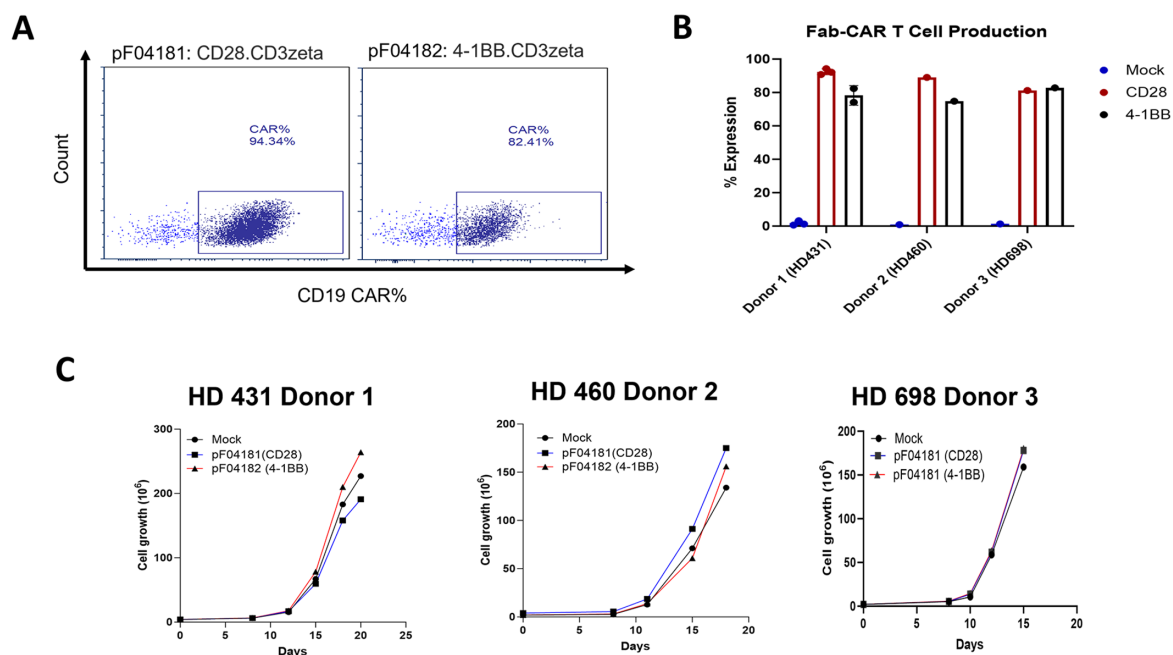 A
pF04181: CD28.CD3zeta
pF04182: 4-1BB.CD3zeta
CAR%
94.34%
CAR%
82.41%
Count
CD19 CAR%
B
Fab-CAR T Cell Production
Mock
CD28
4-1BB
% Expression
100
80
60
40
20
0
Donor 1 (HD431)
Donor 2 (HD460)
Donor 3 (HD698)
C
HD 431 Donor 1
Mock
pF04181(CD28)
pF04182 (4-1BB)
Cell growth (10⁶)
300
200
100
0
0 5 10 15 20 25
Days
HD 460 Donor 2
Mock
pF04181(CD28)
pF04182 (4-1BB)
Cell growth (10⁶)
200
150
100
50
0
0 5 10 15 20
Days
HD 698 Donor 3
Mock
pF04181 (CD28)
pF04181 (4-1BB)
Cell growth (10⁶)
200
150
100
50
0
0 5 10 15 20
Days